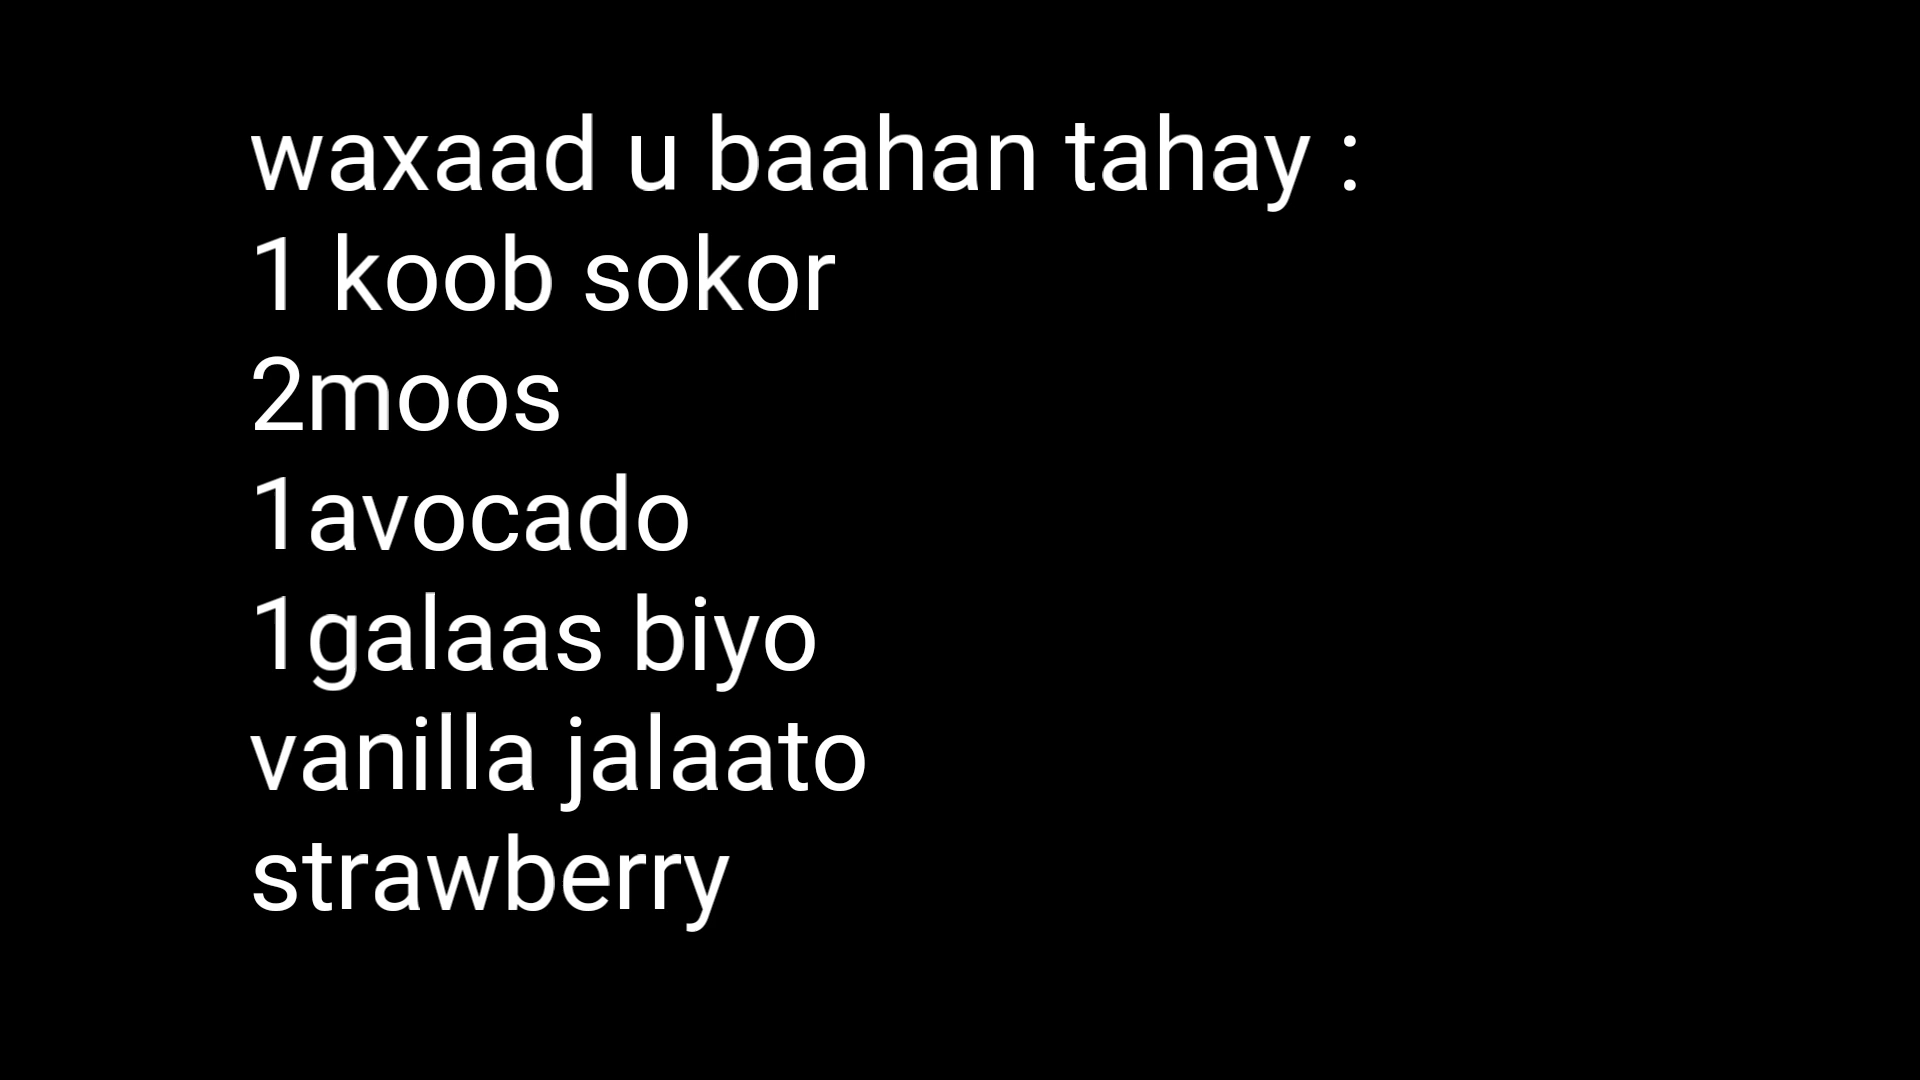 waxaad u baahan tahay :
1 koob sokor
2moos
1avocado
1galaas biyo
vanilla jalaato
strawberry